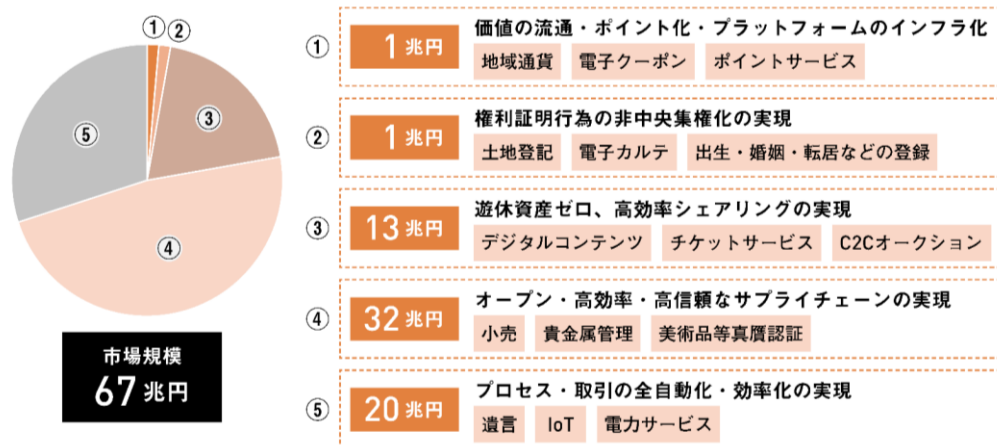 ①
②
③
④
⑤
市場規模
67兆円
① 1兆円 価値の流通・ポイント化・プラットフォームのインフラ化
地域通貨 電子クーポン ポイントサービス
② 1兆円 権利証明行為の非中央集権化の実現
土地登記 電子カルテ 出生・婚姻・転居などの登録
③ 13兆円 遊休資産ゼロ、高効率シェアリングの実現
デジタルコンテンツ チケットサービス C2Cオークション
④ 32兆円 オープン・高効率・高信頼なサプライチェーンの実現
小売 貴金属管理 美術品等真贋認証
⑤ 20兆円 プロセス・取引の全自動化・効率化の実現
遺言 IoT 電力サービス